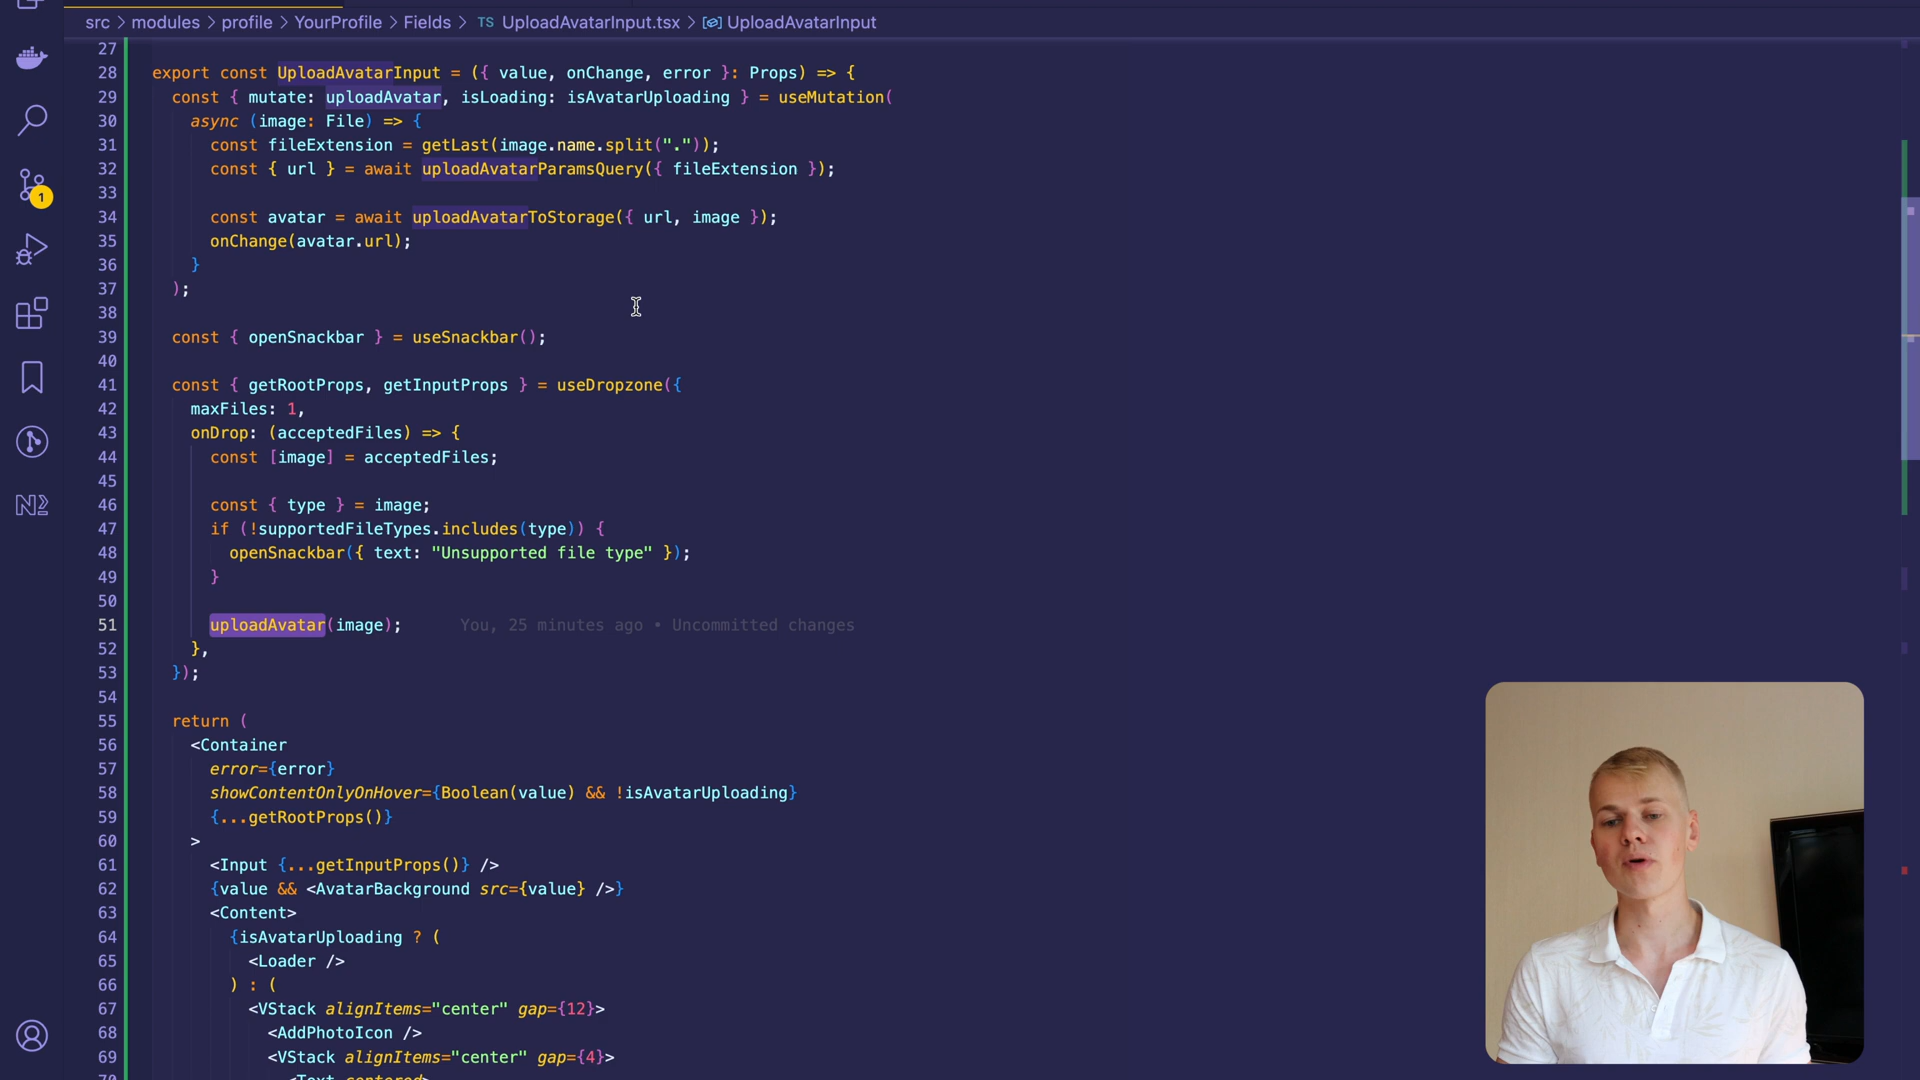 src > modules > profile > YourProfile > Fields > TS UploadAvatarInput.tsx > UploadAvatarInput
27
28 export const UploadAvatarInput = ({ value, onChange, error }: Props) => {
29 const { mutate: uploadAvatar, isLoading: isAvatarUploading } = useMutation(
30 async (image: File) => {
31 const fileExtension = getLast(image.name.split("."));
32 const { url } = await uploadAvatarParamsQuery({ fileExtension });
33
34 const avatar = await uploadAvatarToStorage({ url, image });
35 onChange(avatar.url);
36 }
37 );
38
39 const { openSnackbar } = useSnackbar();
40
41 const { getRootProps, getInputProps } = useDropzone({
42 maxFiles: 1,
43 onDrop: (acceptedFiles) => {
44 const [image] = acceptedFiles;
45
46 const { type } = image;
47 if (!supportedFileTypes.includes(type)) {
48 openSnackbar({ text: "Unsupported file type" });
49 }
50
51 uploadAvatar(image); You, 25 minutes ago • Uncommitted changes
52 },
53 });
54
55 return (
56 <Container
57 error={error}
58 showContentOnlyOnHover={Boolean(value) && !isAvatarUploading}
59 {...getRootProps()}
60 >
61 <Input {...getInputProps()} />
62 {value && <AvatarBackground src={value} />}
63 <Content>
64 {isAvatarUploading ? (
65 <Loader />
66 ) : (
67 <VStack alignItems="center" gap={12}>
68 <AddPhotoIcon />
69 <VStack alignItems="center" gap={4}>
70 <Text centered>
1